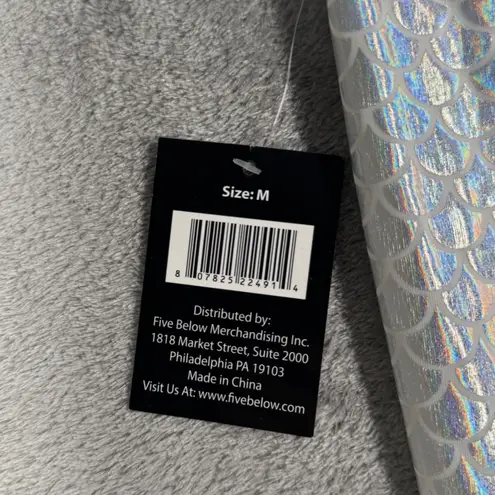 Size: M
8 07825 22491 4
Distributed by:
Five Below Merchandising Inc.
1818 Market Street, Suite 2000
Philadelphia PA 19103
Made in China
Visit Us At: www.fivebelow.com